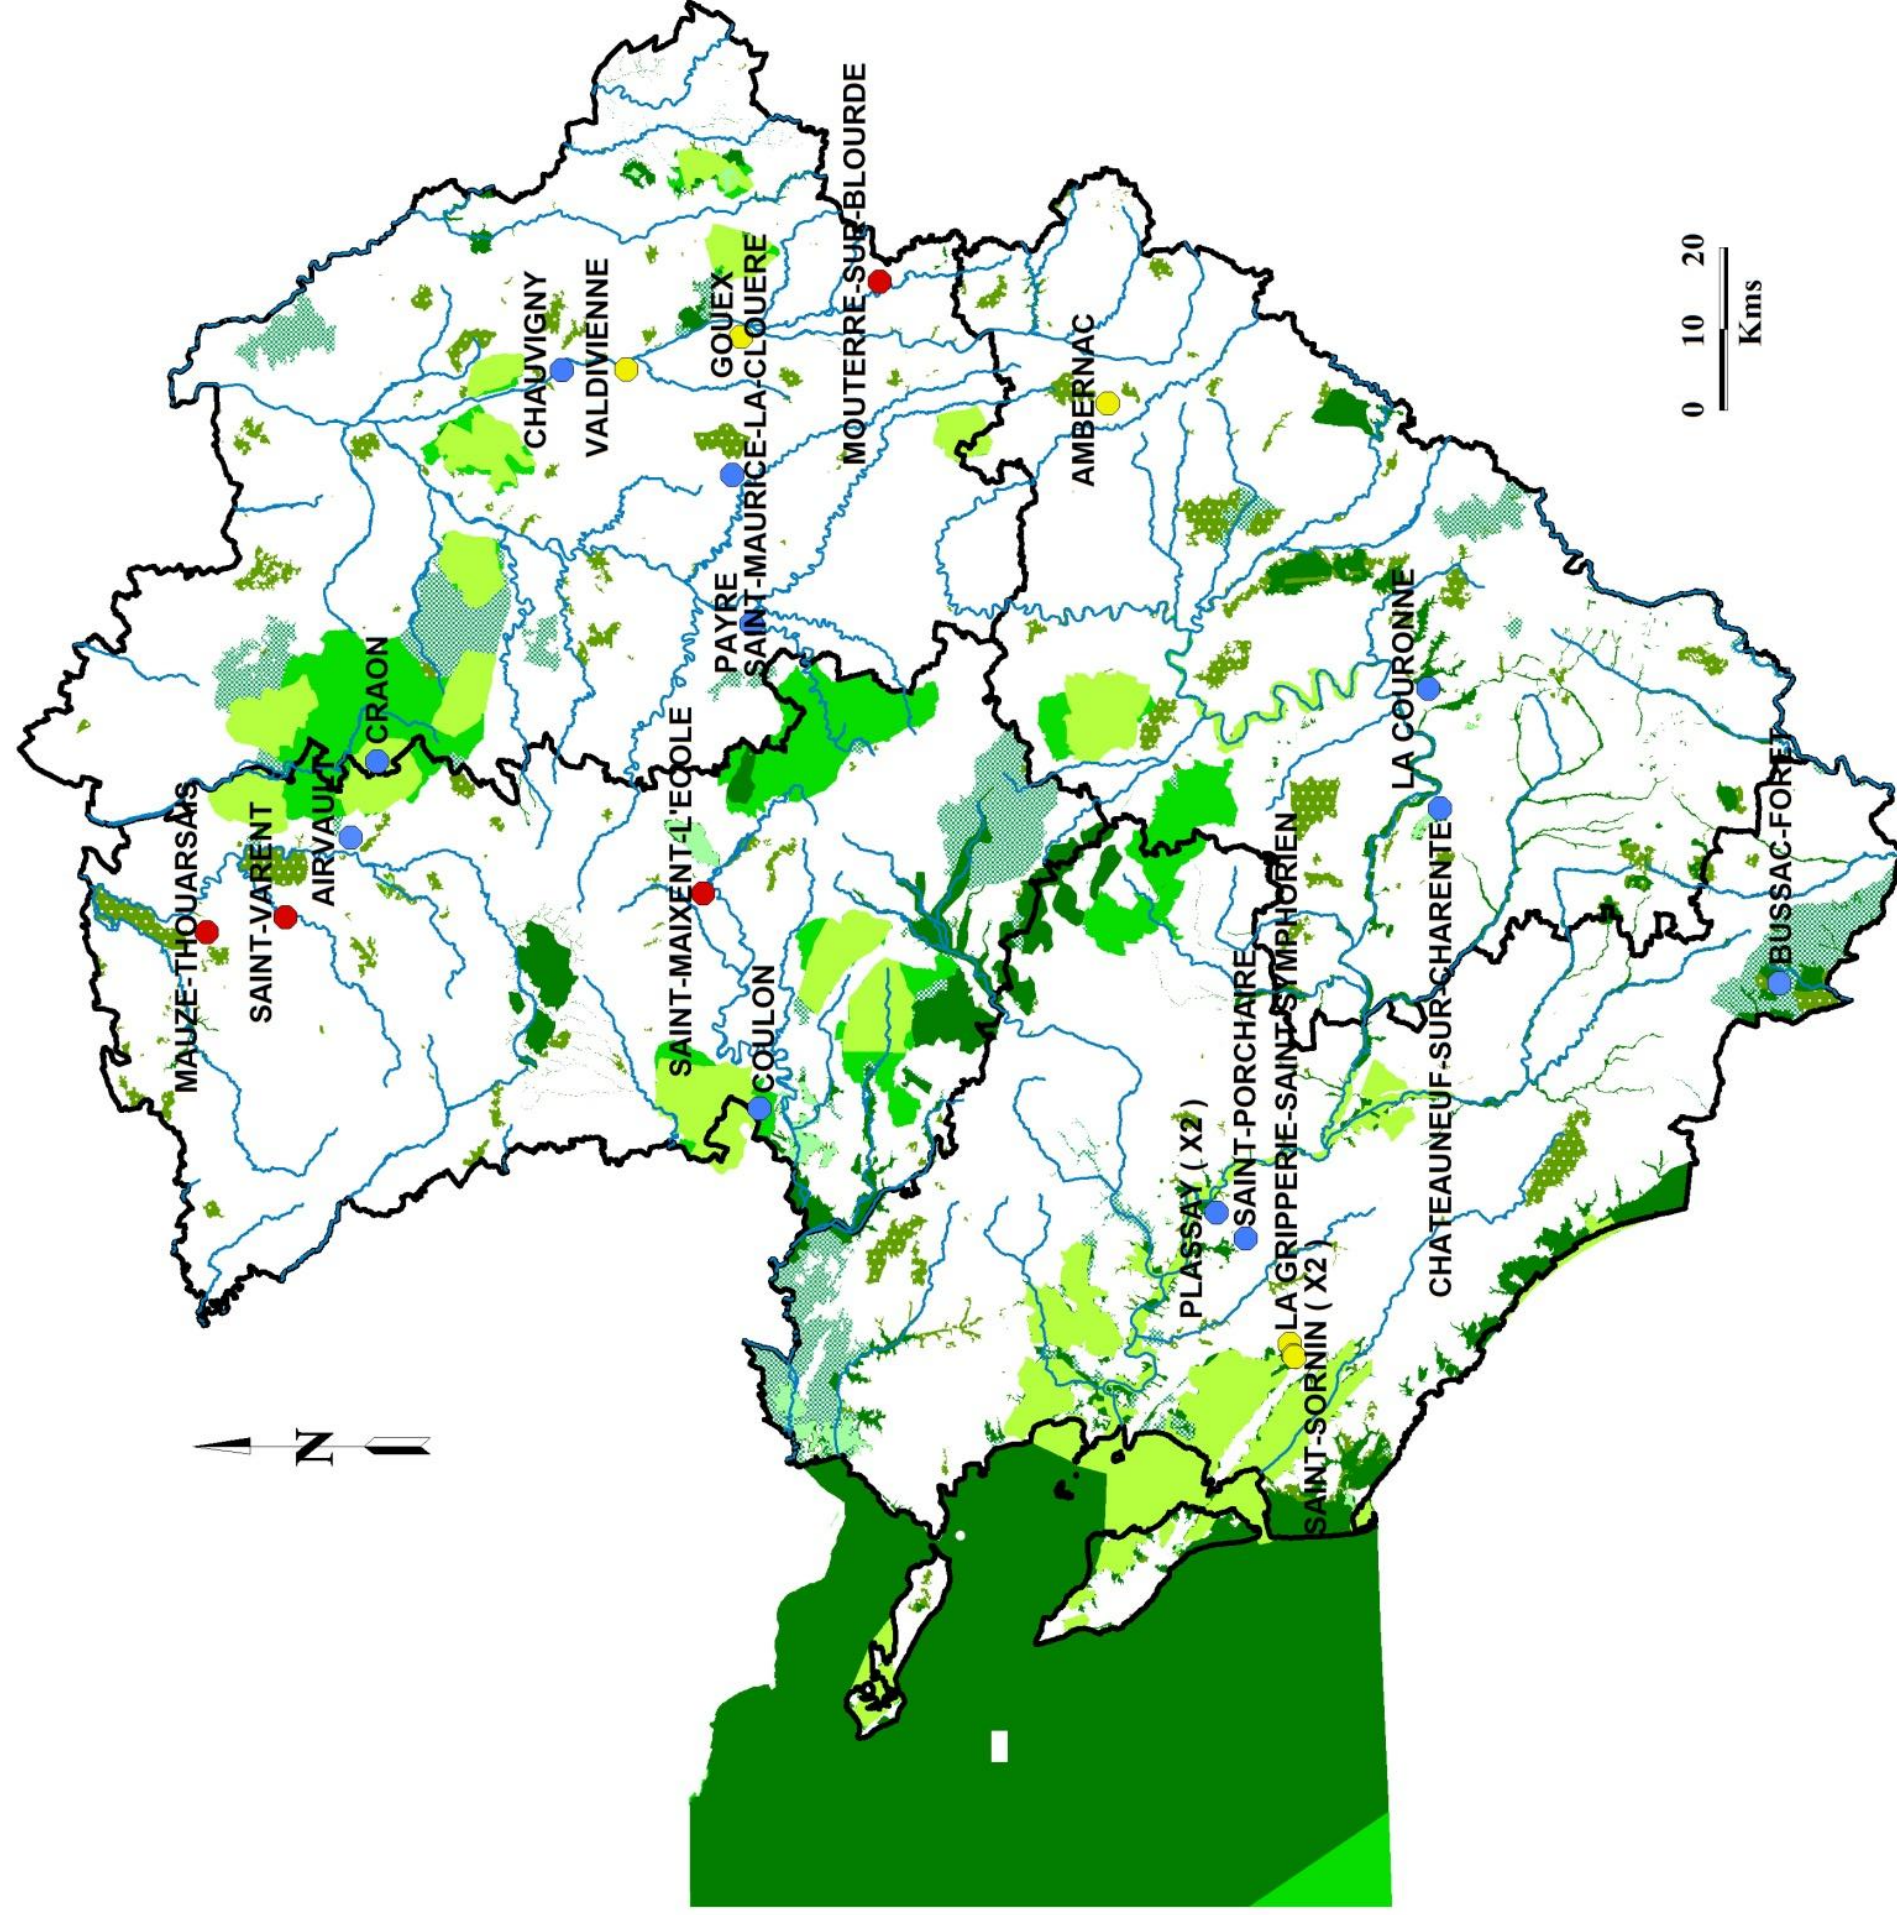 MAUZE-THOUARSAIS
SAINT-VARENT
AIRVAULT
CRAON
CHAUVIGNY
VALDIVIENNE
GOUEX
SAINT-MAURICE-LA-CLOUERE
PAYRE
MOUTERRE-SUR-BLOURDE
SAINT-MAIXENT-L'ECOLE
COULON
AMBERNAC
PLASSAY ( X2 )
SAINT-PORCHAIRE
LA GRIPPERIE-SAINT-SYMPHORIEN
SAINT-SORNIN ( X2 )
LA COURONNE
CHATEAUNEUF-SUR-CHARENTE
BUSSAC-FORET
N
0 10 20
Kms